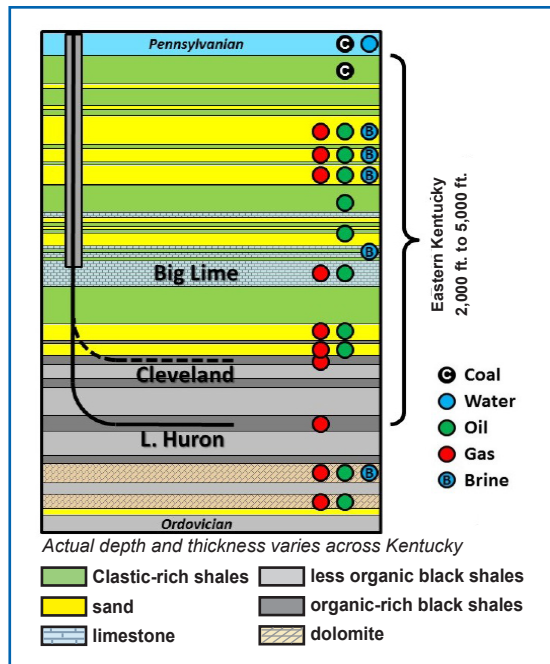 Pennsylvanian
C
C
B
B
B
B
Big Lime
Cleveland
L. Huron
B
Ordovician
Eastern Kentucky
2,000 ft. to 5,000 ft.
C Coal
Water
Oil
Gas
B Brine
Actual depth and thickness varies across Kentucky
Clastic-rich shales
less organic black shales
sand
organic-rich black shales
limestone
dolomite